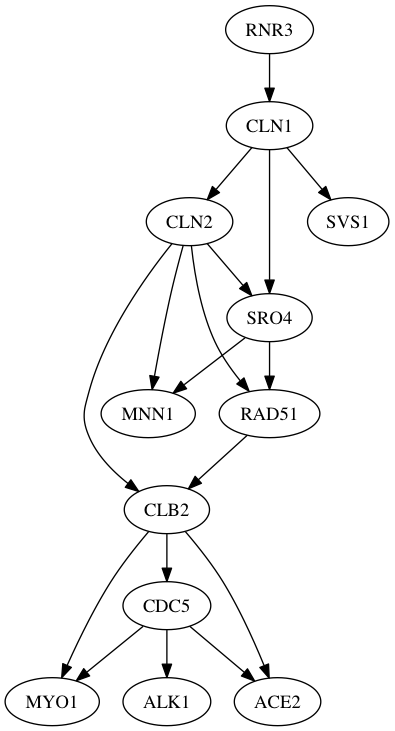 RNR3
CLN1
CLN2
SVS1
SRO4
MNN1
RAD51
CLB2
CDC5
MYO1
ALK1
ACE2